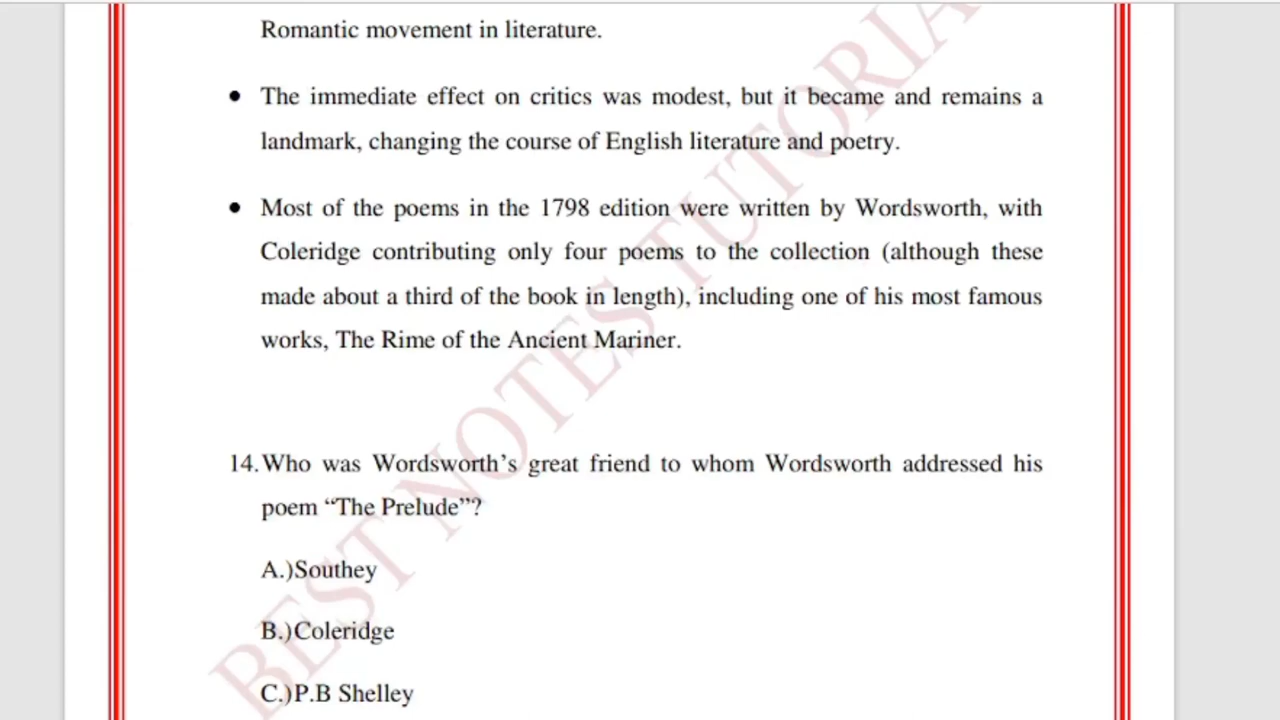 Romantic movement in literature.
• The immediate effect on critics was modest, but it became and remains a
landmark, changing the course of English literature and poetry.
• Most of the poems in the 1798 edition were written by Wordsworth, with
Coleridge contributing only four poems to the collection (although these
made about a third of the book in length), including one of his most famous
works, The Rime of the Ancient Mariner.
14. Who was Wordsworth’s great friend to whom Wordsworth addressed his
poem “The Prelude”?
A.)Southey
B.)Coleridge
C.)P.B Shelley
BEST NOTES TUTORIA